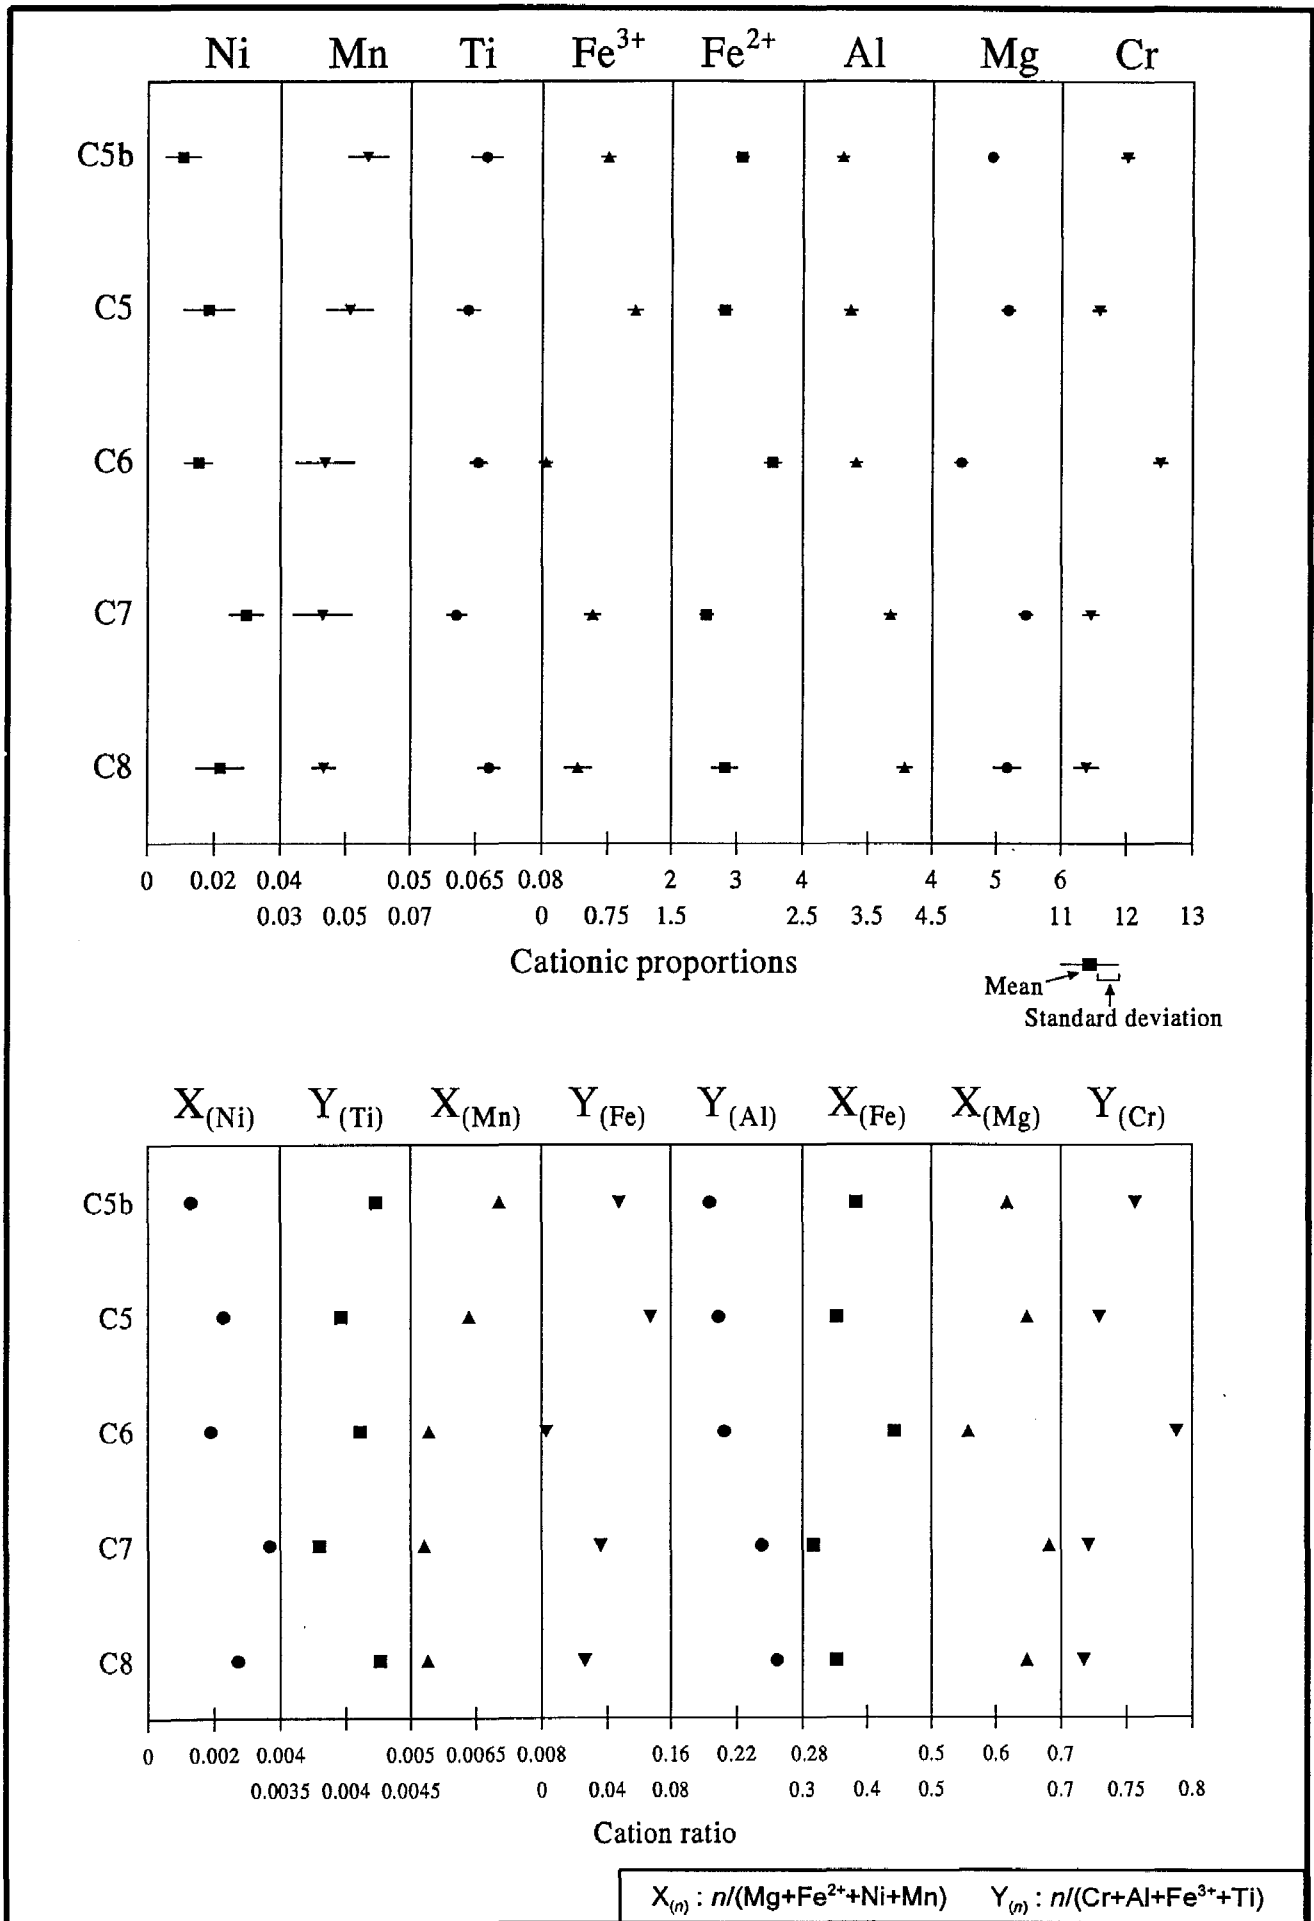 Ni Mn Ti Fe³⁺ Fe²⁺ Al Mg Cr
C5b
C5
C6
C7
C8
0 0.02 0.04 0.05 0.065 0.08 2 3 4 4 5 6
0.03 0.05 0.07 0 0.75 1.5 2.5 3.5 4.5 11 12 13
Cationic proportions
Mean
Standard deviation
X(Ni) Y(Ti) X(Mn) Y(Fe) Y(Al) X(Fe) X(Mg) Y(Cr)
C5b
C5
C6
C7
C8
0 0.002 0.004 0.005 0.0065 0.008 0.16 0.22 0.28 0.5 0.6 0.7
0.0035 0.004 0.0045 0 0.04 0.08 0.3 0.4 0.5 0.7 0.75 0.8
Cation ratio
X(n) : n/(Mg+Fe²⁺+Ni+Mn) Y(n) : n/(Cr+Al+Fe³⁺+Ti)